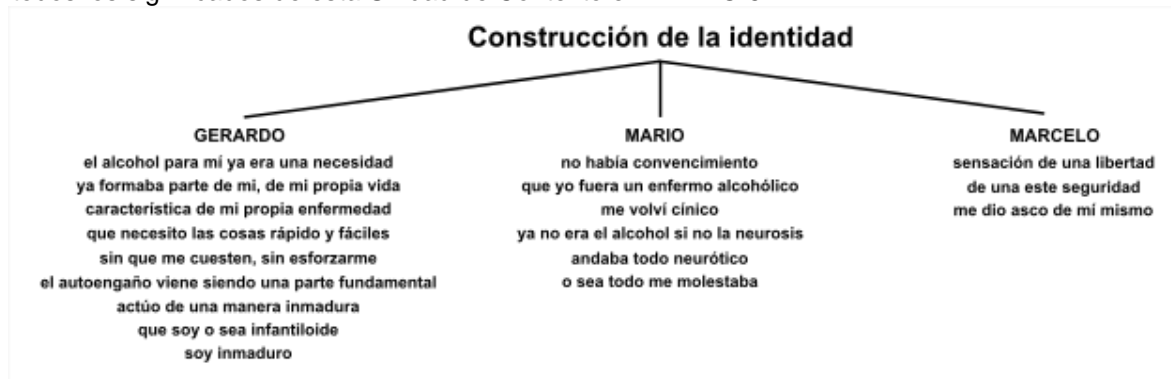 Construcción de la identidad
GERARDO
el alcohol para mí ya era una necesidad
ya formaba parte de mi, de mi propia vida
característica de mi propia enfermedad
que necesito las cosas rápido y fáciles
sin que me cuesten, sin esforzarme
el autoengaño viene siendo una parte fundamental
actúo de una manera inmadura
que soy o sea infantiloide
soy inmaduro
MARIO
no había convencimiento
que yo fuera un enfermo alcohólico
me volví cínico
ya no era el alcohol si no la neurosis
andaba todo neurótico
o sea todo me molestaba
MARCELO
sensación de una libertad
de una este seguridad
me dio asco de mí mismo